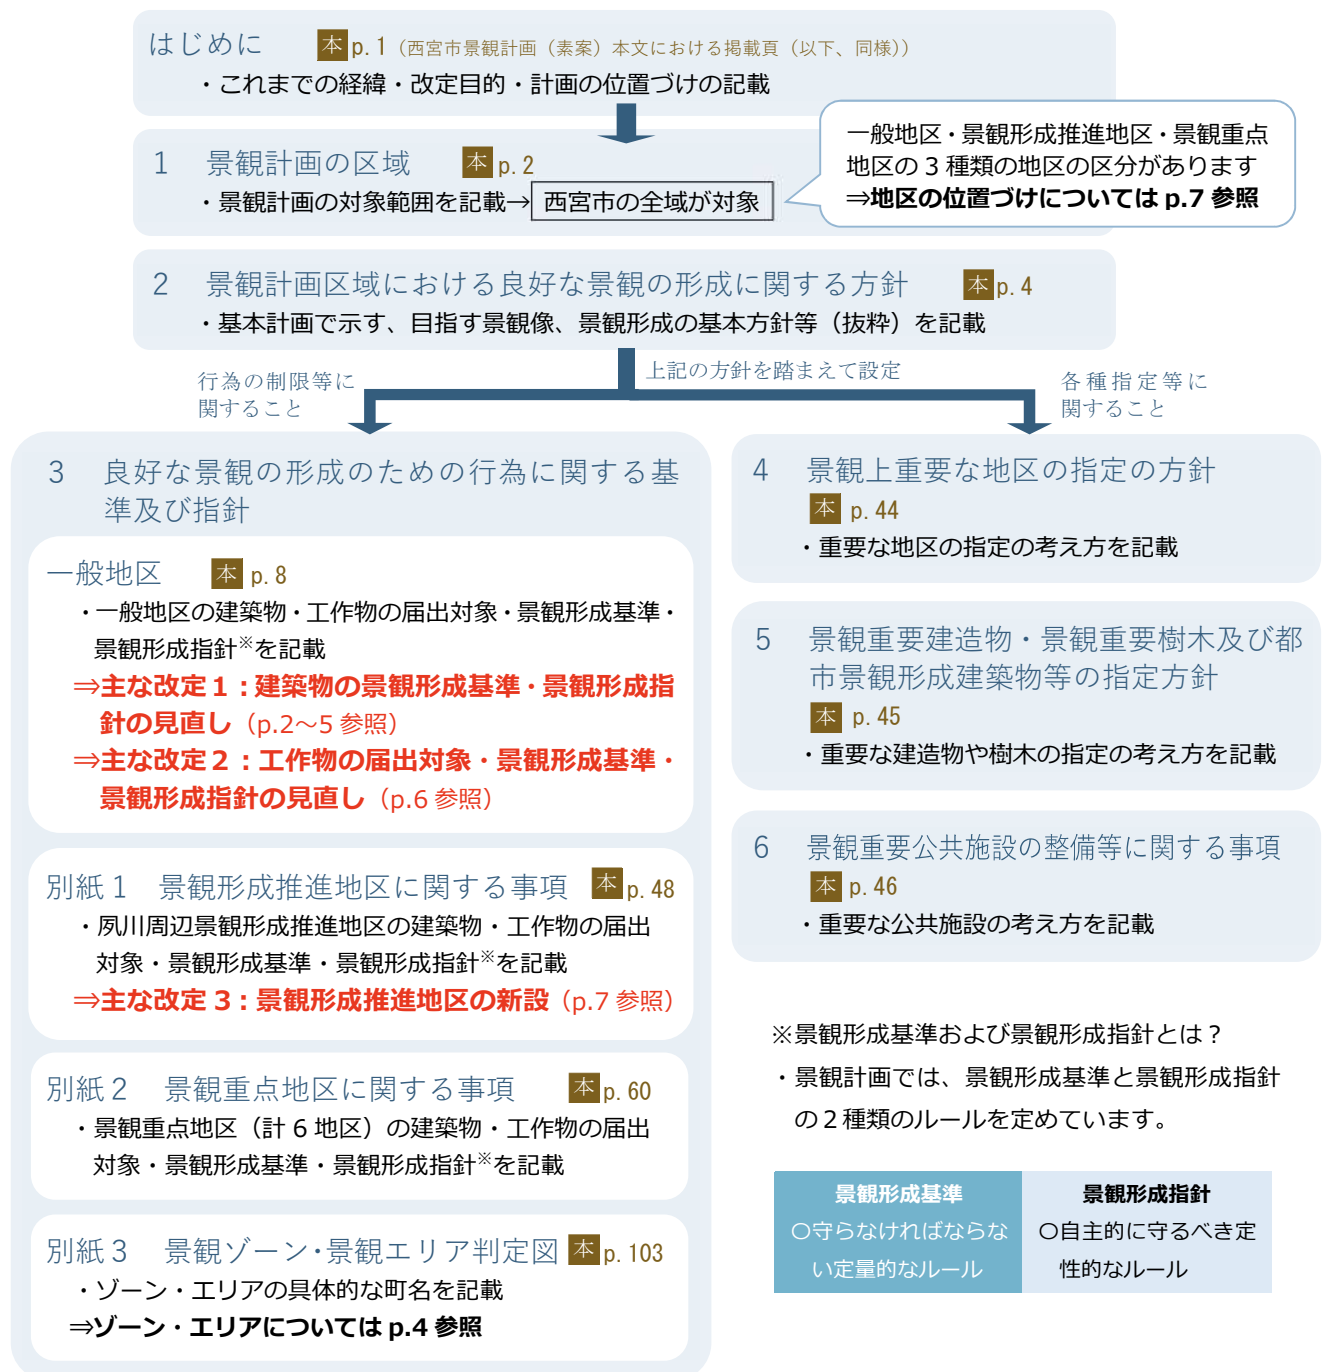 はじめに 本 p. 1（西宮市景観計画（素案）本文における掲載頁（以下、同様））
・これまでの経緯・改定目的・計画の位置づけの記載
1 景観計画の区域 本 p. 2
・景観計画の対象範囲を記載→ 西宮市の全域が対象
一般地区・景観形成推進地区・景観重点
地区の３種類の地区の区分があります
⇒地区の位置づけについては p.7 参照
2 景観計画区域における良好な景観の形成に関する方針 本 p. 4
・基本計画で示す、目指す景観像、景観形成の基本方針等（抜粋）を記載
上記の方針を踏まえて設定
行為の制限等に
関すること
各種指定等に
関すること
3 良好な景観の形成のための行為に関する基
準及び指針
一般地区 本 p. 8
・一般地区の建築物・工作物の届出対象・景観形成基準・
景観形成指針※を記載
⇒主な改定１：建築物の景観形成基準・景観形成指
針の見直し（p.2～5 参照）
⇒主な改定２：工作物の届出対象・景観形成基準・
景観形成指針の見直し（p.6 参照）
別紙１ 景観形成推進地区に関する事項 本 p. 48
・夙川周辺景観形成推進地区の建築物・工作物の届出
対象・景観形成基準・景観形成指針※を記載
⇒主な改定 3：景観形成推進地区の新設（p.7 参照）
別紙２ 景観重点地区に関する事項 本 p. 60
・景観重点地区（計 6 地区）の建築物・工作物の届出
対象・景観形成基準・景観形成指針※を記載
別紙３ 景観ゾーン・景観エリア判定図 本 p. 103
・ゾーン・エリアの具体的な町名を記載
⇒ゾーン・エリアについては p.4 参照
4 景観上重要な地区の指定の方針
本 p. 44
・重要な地区の指定の考え方を記載
5 景観重要建造物・景観重要樹木及び都
市景観形成建築物等の指定方針
本 p. 45
・重要な建造物や樹木の指定の考え方を記載
6 景観重要公共施設の整備等に関する事項
本 p. 46
・重要な公共施設の考え方を記載
※景観形成基準および景観形成指針とは？
・景観計画では、景観形成基準と景観形成指針
の２種類のルールを定めています。
景観形成基準
〇守らなければならな
い定量的なルール
景観形成指針
〇自主的に守るべき定
性的なルール